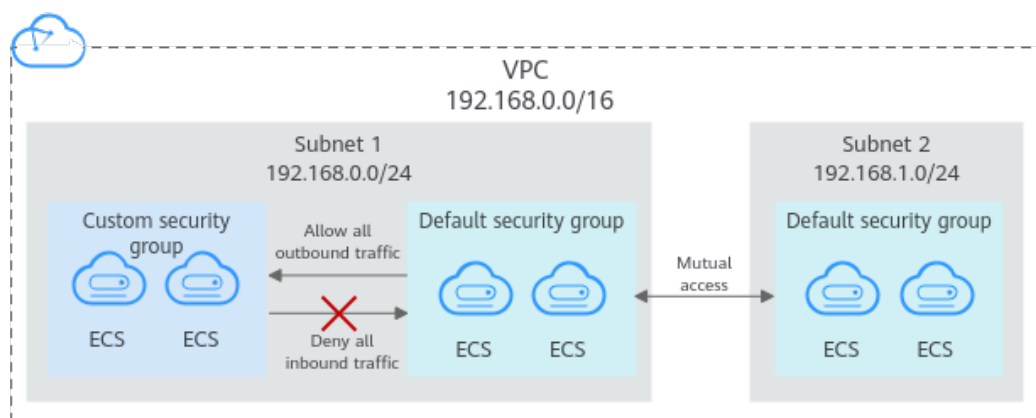 VPC
192.168.0.0/16
Subnet 1
192.168.0.0/24
Custom security
group
ECS
ECS
Allow all
outbound traffic
Deny all
inbound traffic
Default security group
ECS
ECS
Mutual
access
Subnet 2
192.168.1.0/24
Default security group
ECS
ECS